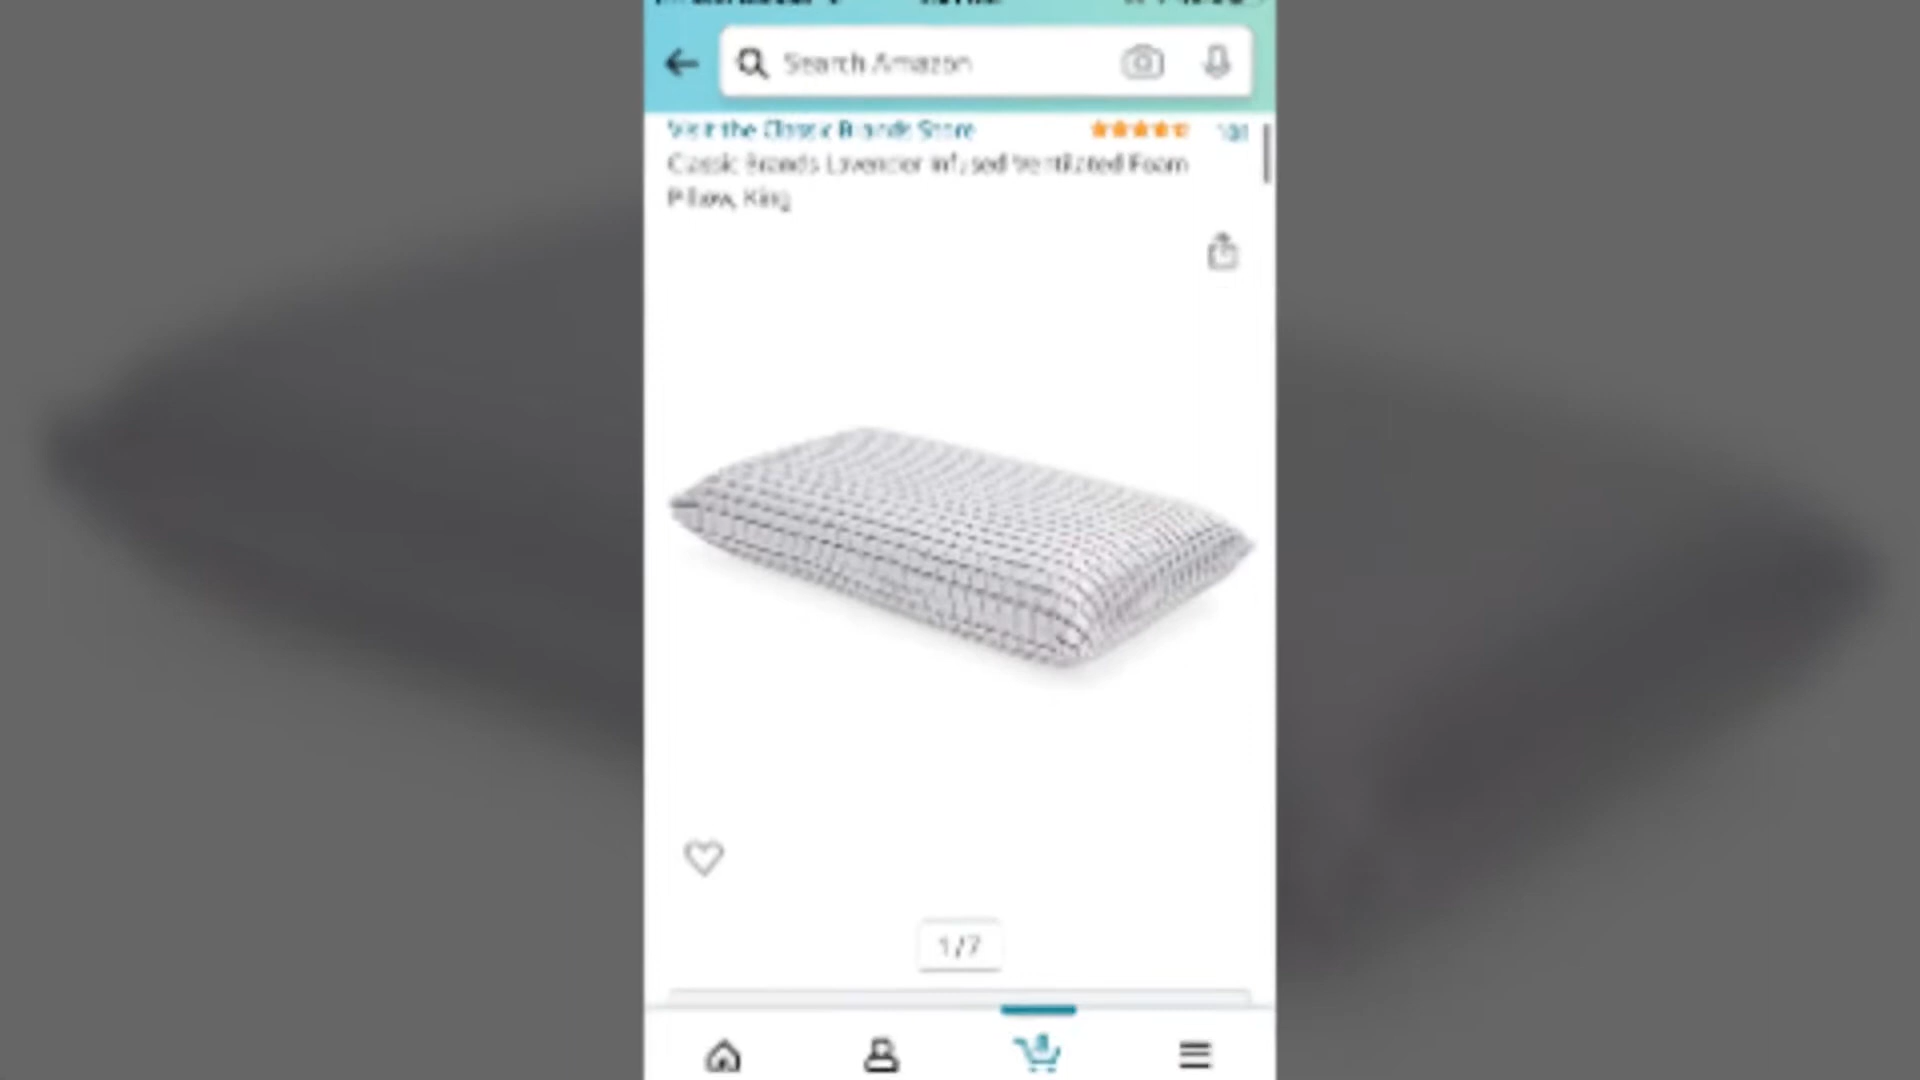 Search Amazon
Visit the Classic Brands Store
Classic Brands Lavender Infused Ventilated Foam
Pillow, King
1/7